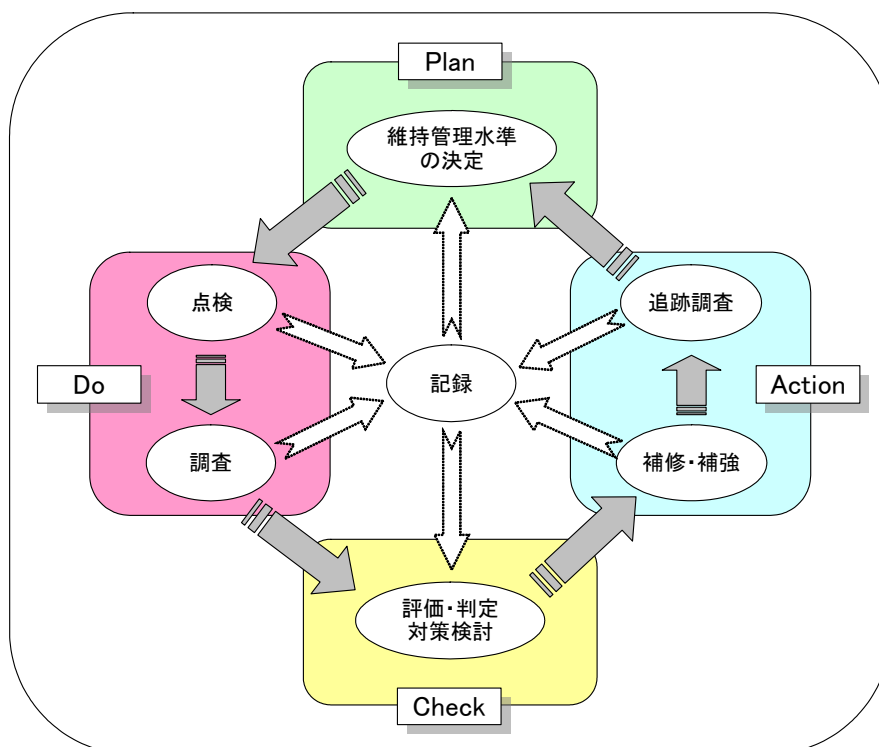 Plan
維持管理水準
の決定
点検
追跡調査
Do
記録
Action
調査
補修・補強
評価・判定
対策検討
Check